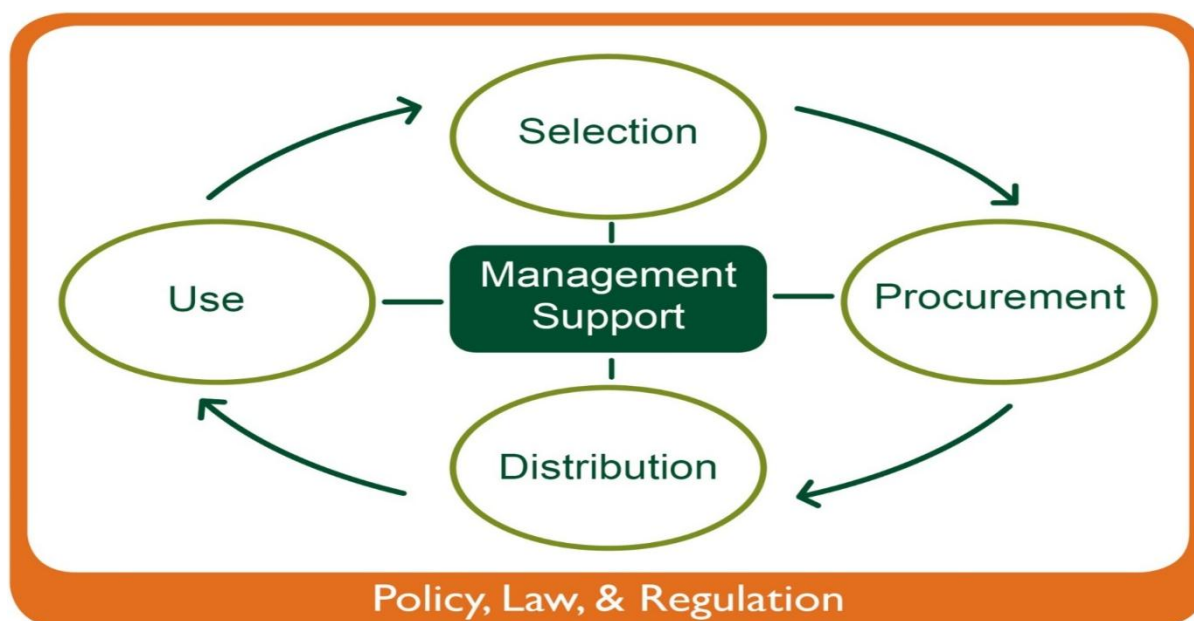 Selection
Use
Management
Support
Procurement
Distribution
Policy, Law, & Regulation